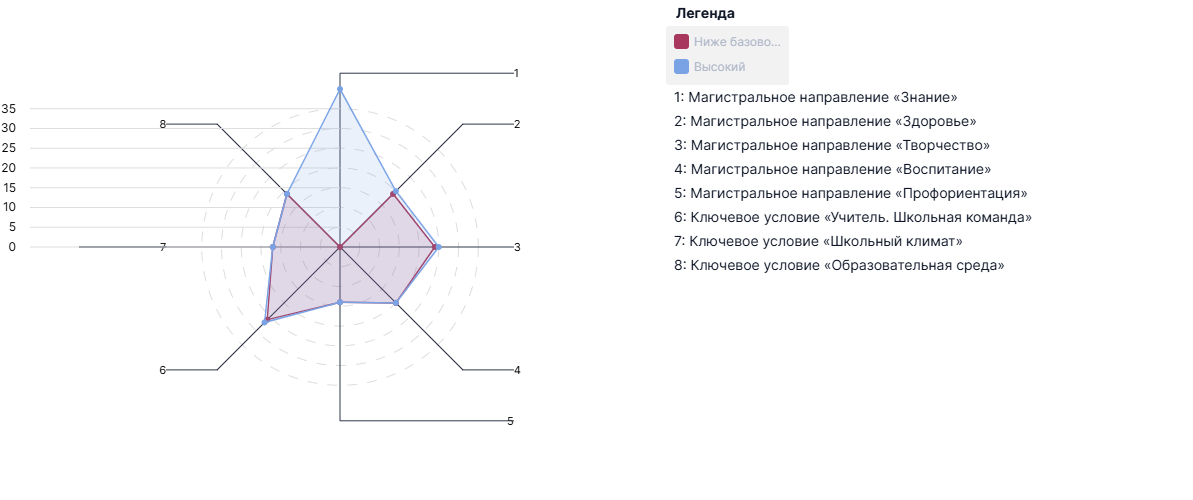 Легенда
Ниже базово...
Высокий
1: Магистральное направление «Знание»
2: Магистральное направление «Здоровье»
3: Магистральное направление «Творчество»
4: Магистральное направление «Воспитание»
5: Магистральное направление «Профориентация»
6: Ключевое условие «Учитель. Школьная команда»
7: Ключевое условие «Школьный климат»
8: Ключевое условие «Образовательная среда»
35
30
25
20
15
10
5
0
1
2
3
4
5
6
7
8